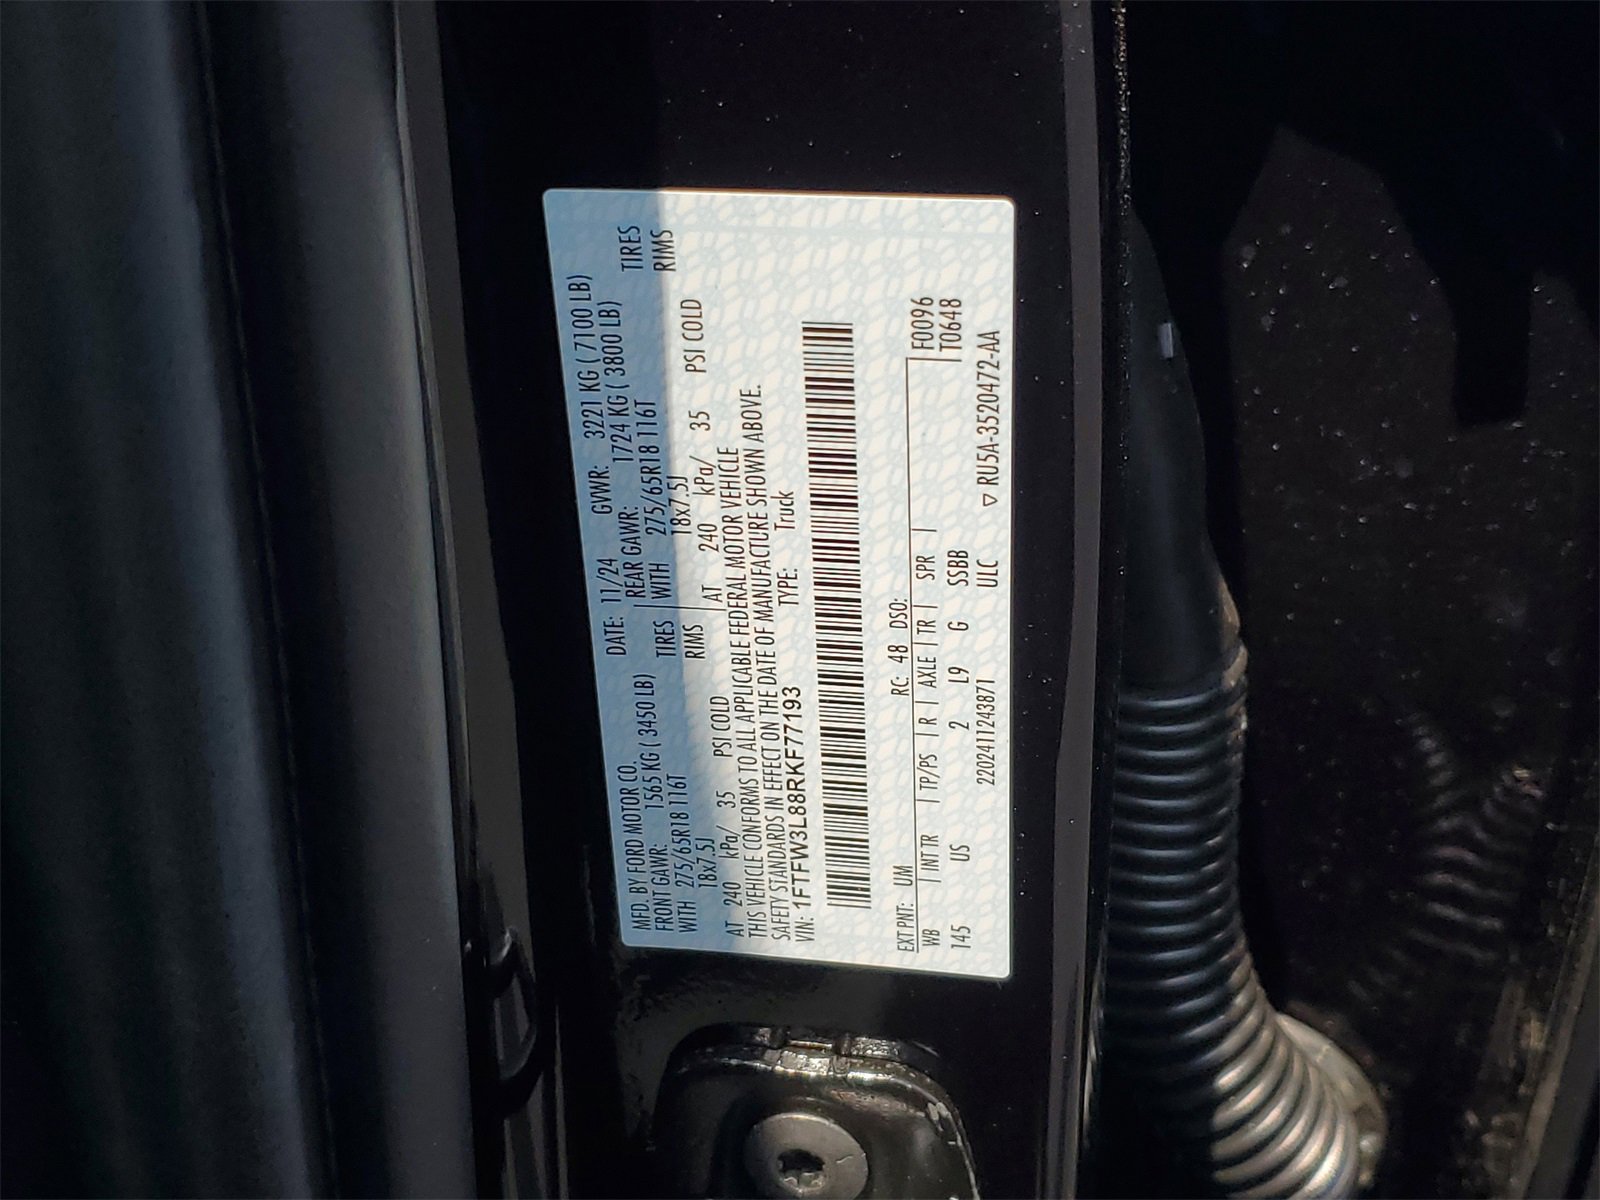 MFD. BY FORD MOTOR CO. DATE: 11/24 GVWR: 3221 KG ( 7100 LB)
FRONT GAWR: 1565 KG ( 3450 LB) REAR GAWR: 1724 KG ( 3800 LB)
WITH 275/65R18 116T TIRES WITH 275/65R18 116T TIRES
18x7.5J RIMS 18x7.5J RIMS
AT 240 kPa/ 35 PSI COLD AT 240 kPa/ 35 PSI COLD
THIS VEHICLE CONFORMS TO ALL APPLICABLE FEDERAL MOTOR VEHICLE
SAFETY STANDARDS IN EFFECT ON THE DATE OF MANUFACTURE SHOWN ABOVE.
VIN: 1FTFW3L88RKF77193 TYPE: Truck
EXT PNT: UM RC: 48 DSO:
WB INT TR TP/PS R AXLE TR SPR F0096
145 US 2 L9 G SSBB T0648
220241124387​1 ULC ▽ RU5A-3520472-AA